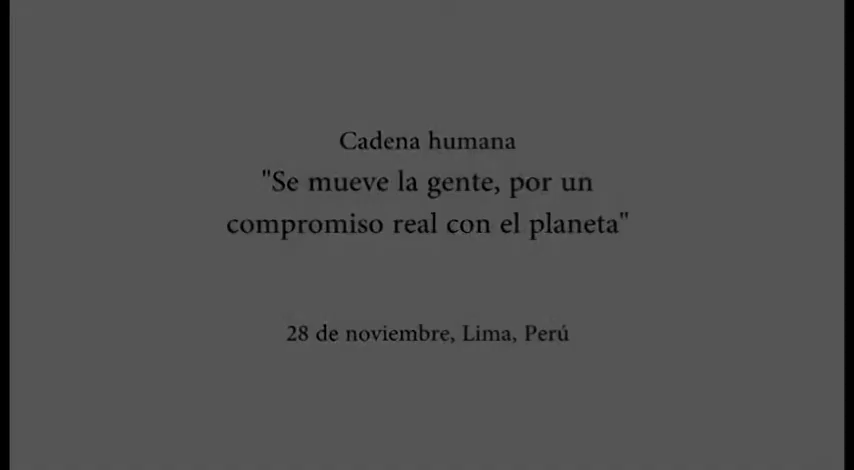 Cadena humana
"Se mueve la gente, por un
compromiso real con el planeta"
28 de noviembre, Lima, Perú